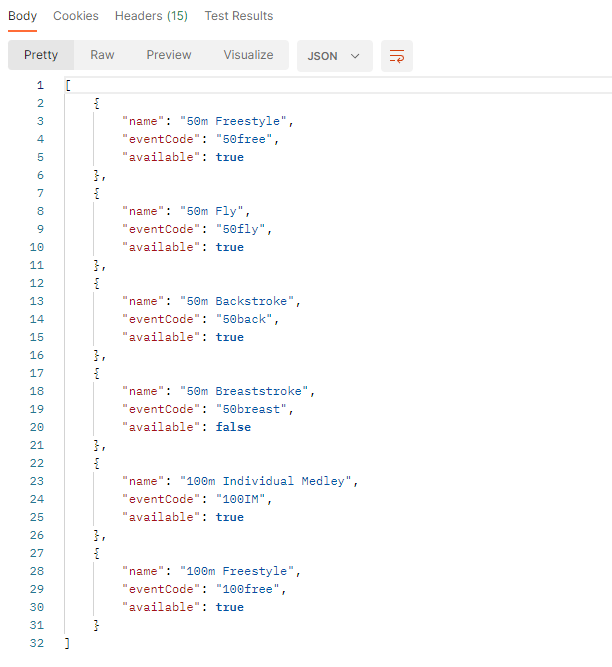 Body Cookies Headers (15) Test Results
Pretty Raw Preview Visualize JSON
1 [
2 {
3 "name": "50m Freestyle",
4 "eventCode": "50free",
5 "available": true
6 },
7 {
8 "name": "50m Fly",
9 "eventCode": "50fly",
10 "available": true
11 },
12 {
13 "name": "50m Backstroke",
14 "eventCode": "50back",
15 "available": true
16 },
17 {
18 "name": "50m Breaststroke",
19 "eventCode": "50breast",
20 "available": false
21 },
22 {
23 "name": "100m Individual Medley",
24 "eventCode": "100IM",
25 "available": true
26 },
27 {
28 "name": "100m Freestyle",
29 "eventCode": "100free",
30 "available": true
31 }
32 ]